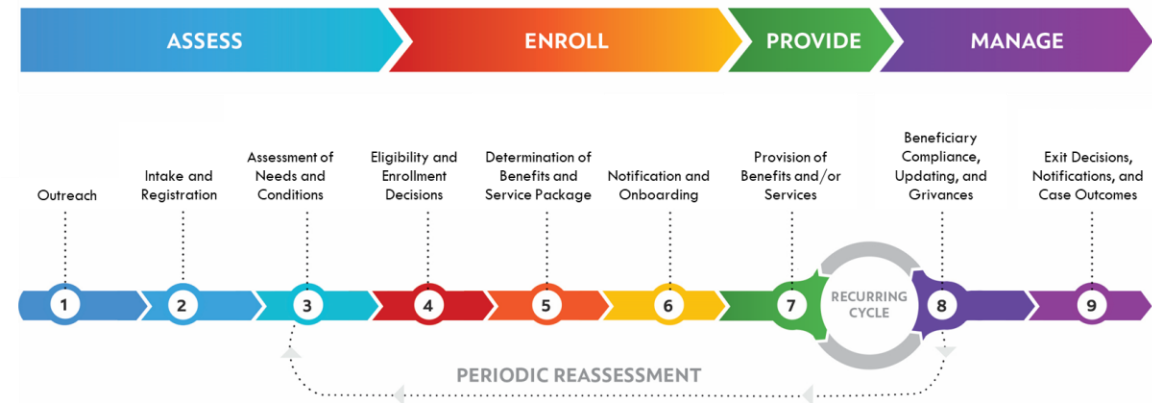 ASSESS
ENROLL
PROVIDE
MANAGE
Outreach
Intake and
Registration
Assessment of
Needs and
Conditions
Eligibility and
Enrollment
Decisions
Determination of
Benefits and
Service Package
Notification and
Onboarding
Provision of
Benefits and/or
Services
Beneficiary
Compliance,
Updating, and
Grivances
Exit Decisions,
Notifications, and
Case Outcomes
1
2
3
4
5
6
7
RECURRING
CYCLE
8
9
PERIODIC REASSESSMENT